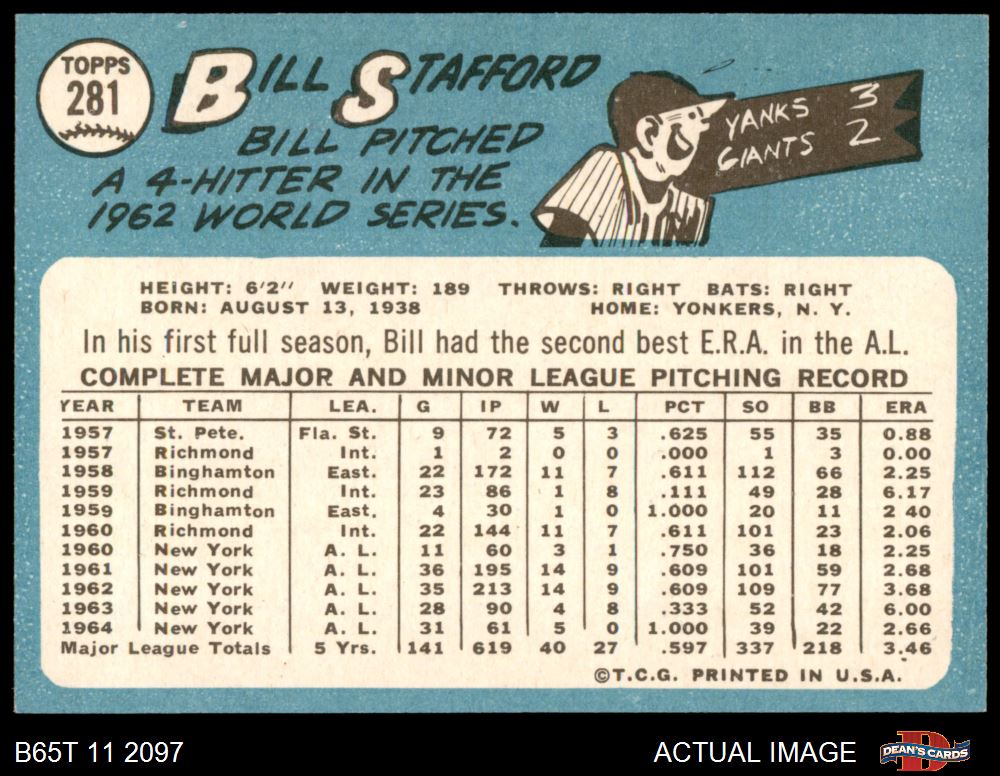 TOPPS
281
BILL STAFFORD
BILL PITCHED
A 4-HITTER IN THE
1962 WORLD SERIES.
YANKS 3
GIANTS 2
HEIGHT: 6'2" WEIGHT: 189 THROWS: RIGHT BATS: RIGHT
BORN: AUGUST 13, 1938 HOME: YONKERS, N. Y.
In his first full season, Bill had the second best E.R.A. in the A.L.
COMPLETE MAJOR AND MINOR LEAGUE PITCHING RECORD
YEAR TEAM LEA. G IP W L PCT SO BB ERA
1957 St. Pete. Fla. St. 9 72 5 3 .625 55 35 0.88
1957 Richmond Int. 1 2 0 0 .000 1 3 0.00
1958 Binghamton East. 22 172 11 7 .611 112 66 2.25
1959 Richmond Int. 23 86 1 8 .111 49 28 6.17
1959 Binghamton East. 4 30 1 0 1.000 20 11 2.40
1960 Richmond Int. 22 144 11 7 .611 101 23 2.06
1960 New York A. L. 11 60 3 1 .750 36 18 2.25
1961 New York A. L. 36 195 14 9 .609 101 59 2.68
1962 New York A. L. 35 213 14 9 .609 109 77 3.68
1963 New York A. L. 28 90 4 8 .333 52 42 6.00
1964 New York A. L. 31 61 5 0 1.000 39 22 2.66
Major League Totals 5 Yrs. 141 619 40 27 .597 337 218 3.46
©T.C.G. PRINTED IN U.S.A.
B65T 11 2097 ACTUAL IMAGE
DEAN'S CARDS